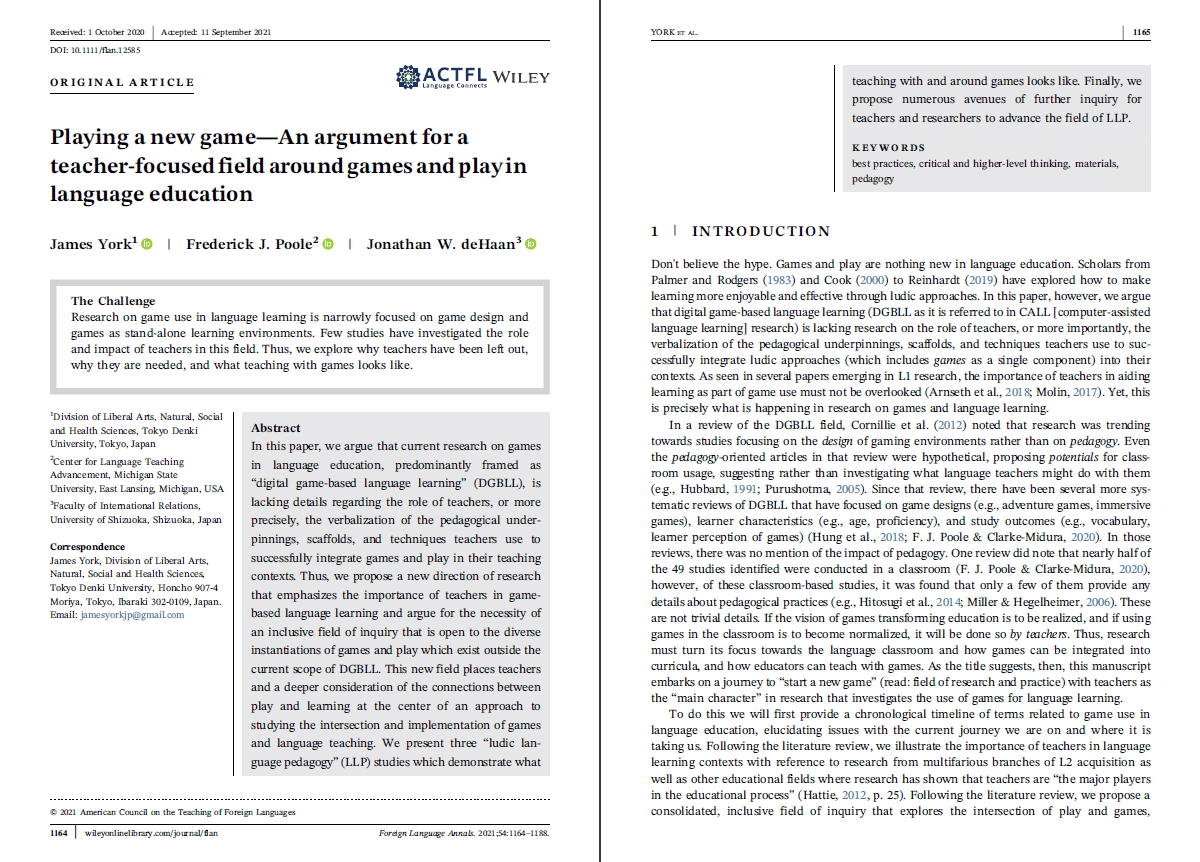 Received: 1 October 2020 | Accepted: 11 September 2021
DOI: 10.1111/flan.12585
ORIGINAL ARTICLE
ACTFL
Language Connects
WILEY
Playing a new game—An argument for a
teacher-focused field around games and play in
language education
James York1 iD | Frederick J. Poole2 iD | Jonathan W. deHaan3 iD
The Challenge
Research on game use in language learning is narrowly focused on game design and
games as stand-alone learning environments. Few studies have investigated the role
and impact of teachers in this field. Thus, we explore why teachers have been left out,
why they are needed, and what teaching with games looks like.
1Division of Liberal Arts, Natural, Social
and Health Sciences, Tokyo Denki
University, Tokyo, Japan
2Center for Language Teaching
Advancement, Michigan State
University, East Lansing, Michigan, USA
3Faculty of International Relations,
University of Shizuoka, Shizuoka, Japan
Correspondence
James York, Division of Liberal Arts,
Natural, Social and Health Sciences,
Tokyo Denki University, Honcho 907-4
Moriya, Tokyo, Ibaraki 302-0109, Japan.
Email: jamesyorkjp@gmail.com
Abstract
In this paper, we argue that current research on games
in language education, predominantly framed as
“digital game-based language learning” (DGBLL), is
lacking details regarding the role of teachers, or more
precisely, the verbalization of the pedagogical under-
pinnings, scaffolds, and techniques teachers use to
successfully integrate games and play in their teaching
contexts. Thus, we propose a new direction of research
that emphasizes the importance of teachers in game-
based language learning and argue for the necessity of
an inclusive field of inquiry that is open to the diverse
instantiations of games and play which exist outside the
current scope of DGBLL. This new field places teachers
and a deeper consideration of the connections between
play and learning at the center of an approach to
studying the intersection and implementation of games
and language teaching. We present three “ludic lan-
guage pedagogy” (LLP) studies which demonstrate what
© 2021 American Council on the Teaching of Foreign Languages
1164 | wileyonlinelibrary.com/journal/flan
Foreign Language Annals. 2021;54:1164–1188.
YORK ET AL.
1165
teaching with and around games looks like. Finally, we
propose numerous avenues of further inquiry for
teachers and researchers to advance the field of LLP.
KEYWORDS
best practices, critical and higher-level thinking, materials,
pedagogy
1 | INTRODUCTION
Don't believe the hype. Games and play are nothing new in language education. Scholars from
Palmer and Rodgers (1983) and Cook (2000) to Reinhardt (2019) have explored how to make
learning more enjoyable and effective through ludic approaches. In this paper, however, we argue
that digital game-based language learning (DGBLL as it is referred to in CALL [computer-assisted
language learning] research) is lacking research on the role of teachers, or more importantly, the
verbalization of the pedagogical underpinnings, scaffolds, and techniques teachers use to suc-
cessfully integrate ludic approaches (which includes games as a single component) into their
contexts. As seen in several papers emerging in L1 research, the importance of teachers in aiding
learning as part of game use must not be overlooked (Arnseth et al., 2018; Molin, 2017). Yet, this
is precisely what is happening in research on games and language learning.
In a review of the DGBLL field, Cornillie et al. (2012) noted that research was trending
towards studies focusing on the design of gaming environments rather than on pedagogy. Even
the pedagogy-oriented articles in that review were hypothetical, proposing potentials for class-
room usage, suggesting rather than investigating what language teachers might do with them
(e.g., Hubbard, 1991; Purushotma, 2005). Since that review, there have been several more sys-
tematic reviews of DGBLL that have focused on game designs (e.g., adventure games, immersive
games), learner characteristics (e.g., age, proficiency), and study outcomes (e.g., vocabulary,
learner perception of games) (Hung et al., 2018; F. J. Poole & Clarke-Midura, 2020). In those
reviews, there was no mention of the impact of pedagogy. One review did note that nearly half of
the 49 studies identified were conducted in a classroom (F. J. Poole & Clarke-Midura, 2020),
however, of these classroom-based studies, it was found that only a few of them provide any
details about pedagogical practices (e.g., Hitosugi et al., 2014; Miller & Hegelheimer, 2006). These
are not trivial details. If the vision of games transforming education is to be realized, and if using
games in the classroom is to become normalized, it will be done so by teachers. Thus, research
must turn its focus towards the language classroom and how games can be integrated into
curricula, and how educators can teach with games. As the title suggests, then, this manuscript
embarks on a journey to “start a new game” (read: field of research and practice) with teachers as
the “main character” in research that investigates the use of games for language learning.
To do this we will first provide a chronological timeline of terms related to game use in
language education, elucidating issues with the current journey we are on and where it is
taking us. Following the literature review, we illustrate the importance of teachers in language
learning contexts with reference to research from multifarious branches of L2 acquisition as
well as other educational fields where research has shown that teachers are “the major players
in the educational process” (Hattie, 2012, p. 25). Following the literature review, we propose a
consolidated, inclusive field of inquiry that explores the intersection of play and games,